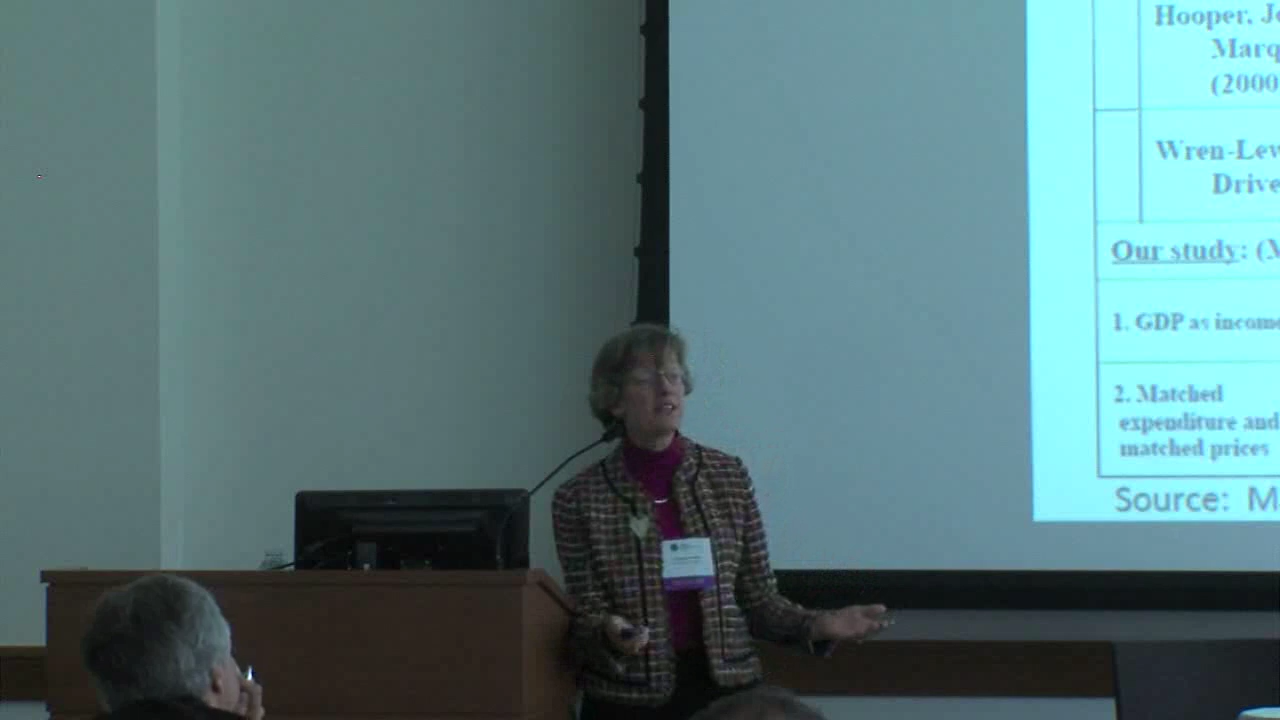 Hooper, Jo
Marq
(2000
Wren-Lew
Drive
Our study: (M
1. GDP as income
2. Matched
expenditure and
matched prices
Source: M